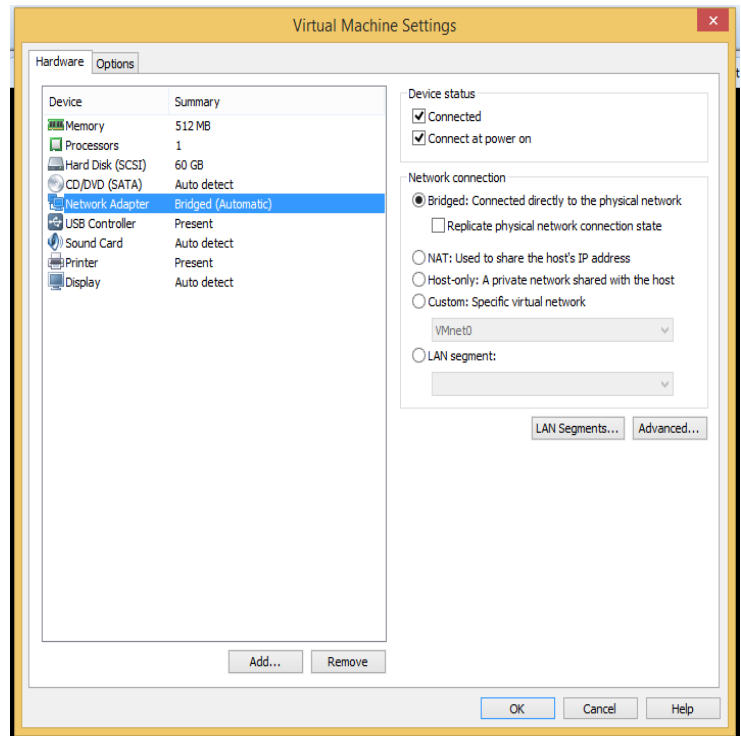 Virtual Machine Settings
Hardware Options
Device Summary
Memory 512 MB
Processors 1
Hard Disk (SCSI) 60 GB
CD/DVD (SATA) Auto detect
Network Adapter Bridged (Automatic)
USB Controller Present
Sound Card Auto detect
Printer Present
Display Auto detect
Add... Remove
Device status
Connected
Connect at power on
Network connection
Bridged: Connected directly to the physical network
Replicate physical network connection state
NAT: Used to share the host's IP address
Host-only: A private network shared with the host
Custom: Specific virtual network
VMnet0
LAN segment:
LAN Segments... Advanced...
OK Cancel Help